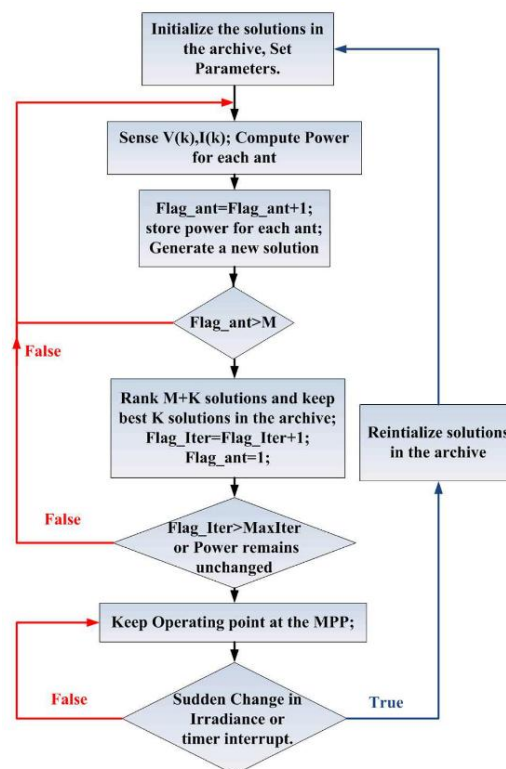 Initialize the solutions in
the archive, Set
Parameters.
Sense V(k),I(k); Compute Power
for each ant
Flag_ant=Flag_ant+1;
store power for each ant;
Generate a new solution
Flag_ant>M
False
Rank M+K solutions and keep
best K solutions in the archive;
Flag_Iter=Flag_Iter+1;
Flag_ant=1;
Reintialize solutions
in the archive
False
Flag_Iter>MaxIter
or Power remains
unchanged
Keep Operating point at the MPP;
False
Sudden Change in
Irradiance or
timer interrupt.
True